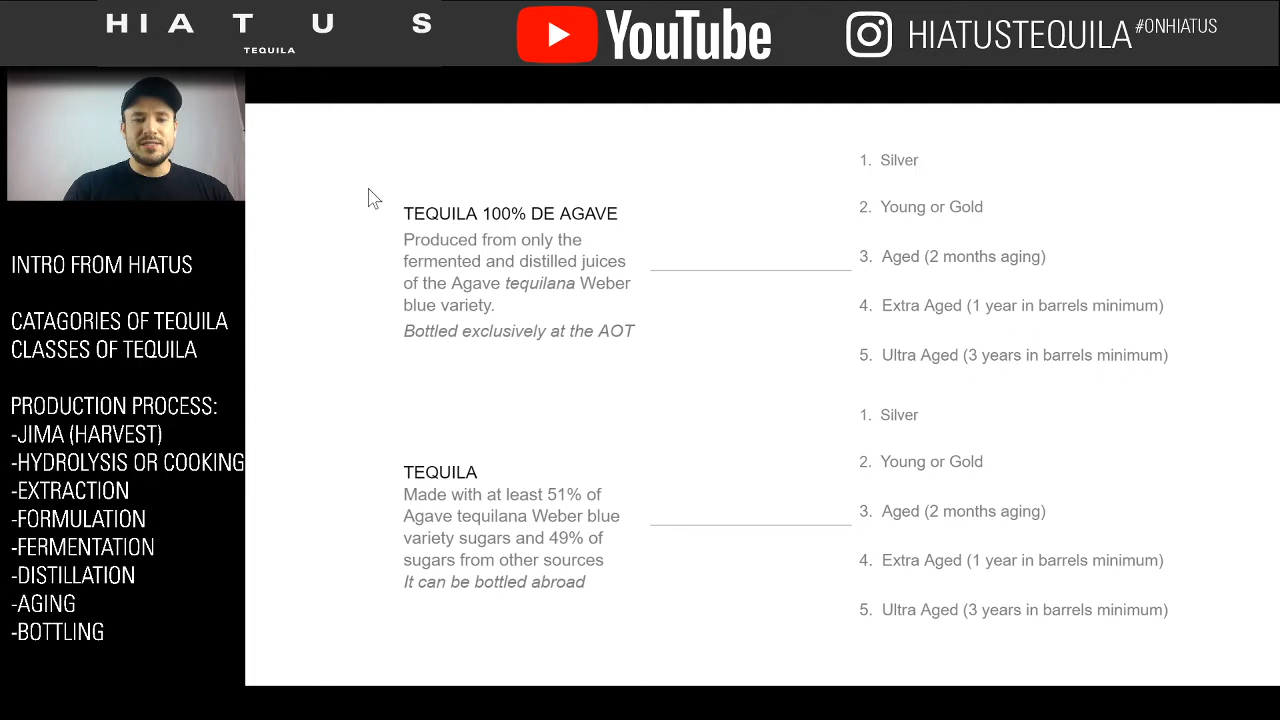 HIATUS
TEQUILA
YouTube
HIATUSTEQUILA #ONHIATUS
INTRO FROM HIATUS
CATAGORIES OF TEQUILA
CLASSES OF TEQUILA
PRODUCTION PROCESS:
-JIMA (HARVEST)
-HYDROLYSIS OR COOKING
-EXTRACTION
-FORMULATION
-FERMENTATION
-DISTILLATION
-AGING
-BOTTLING
TEQUILA 100% DE AGAVE
Produced from only the
fermented and distilled juices
of the Agave tequilana Weber
blue variety.
Bottled exclusively at the AOT
1. Silver
2. Young or Gold
3. Aged (2 months aging)
4. Extra Aged (1 year in barrels minimum)
5. Ultra Aged (3 years in barrels minimum)
TEQUILA
Made with at least 51% of
Agave tequilana Weber blue
variety sugars and 49% of
sugars from other sources
It can be bottled abroad
1. Silver
2. Young or Gold
3. Aged (2 months aging)
4. Extra Aged (1 year in barrels minimum)
5. Ultra Aged (3 years in barrels minimum)